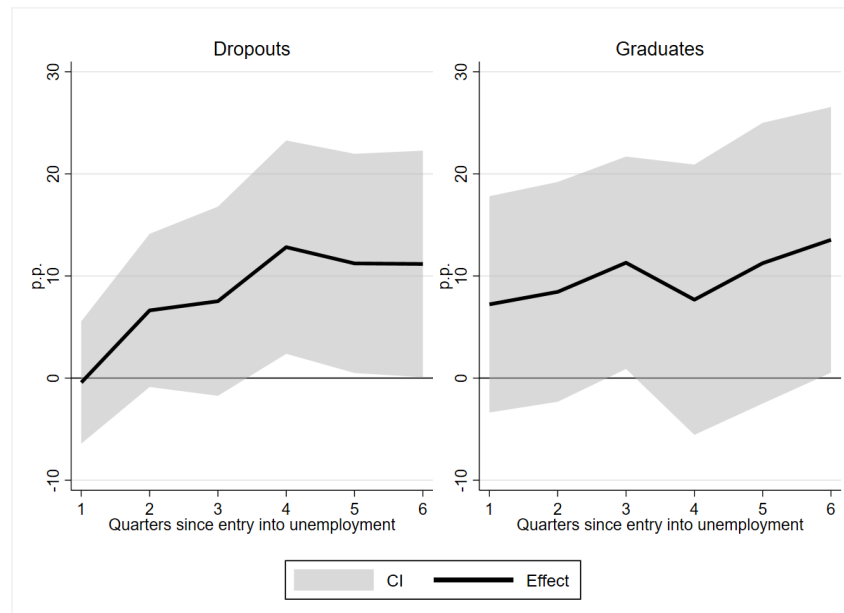 Dropouts
30
20
10
0
-10
p.p.
1 2 3 4 5 6
Quarters since entry into unemployment
Graduates
30
20
10
0
-10
p.p.
1 2 3 4 5 6
Quarters since entry into unemployment
CI Effect